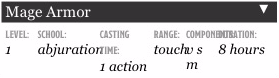 Mage Armor ▼
LEVEL: SCHOOL: CASTING TIME: RANGE: COMPONENTS: DURATION:
1 abjuration 1 action touch v s m 8 hours